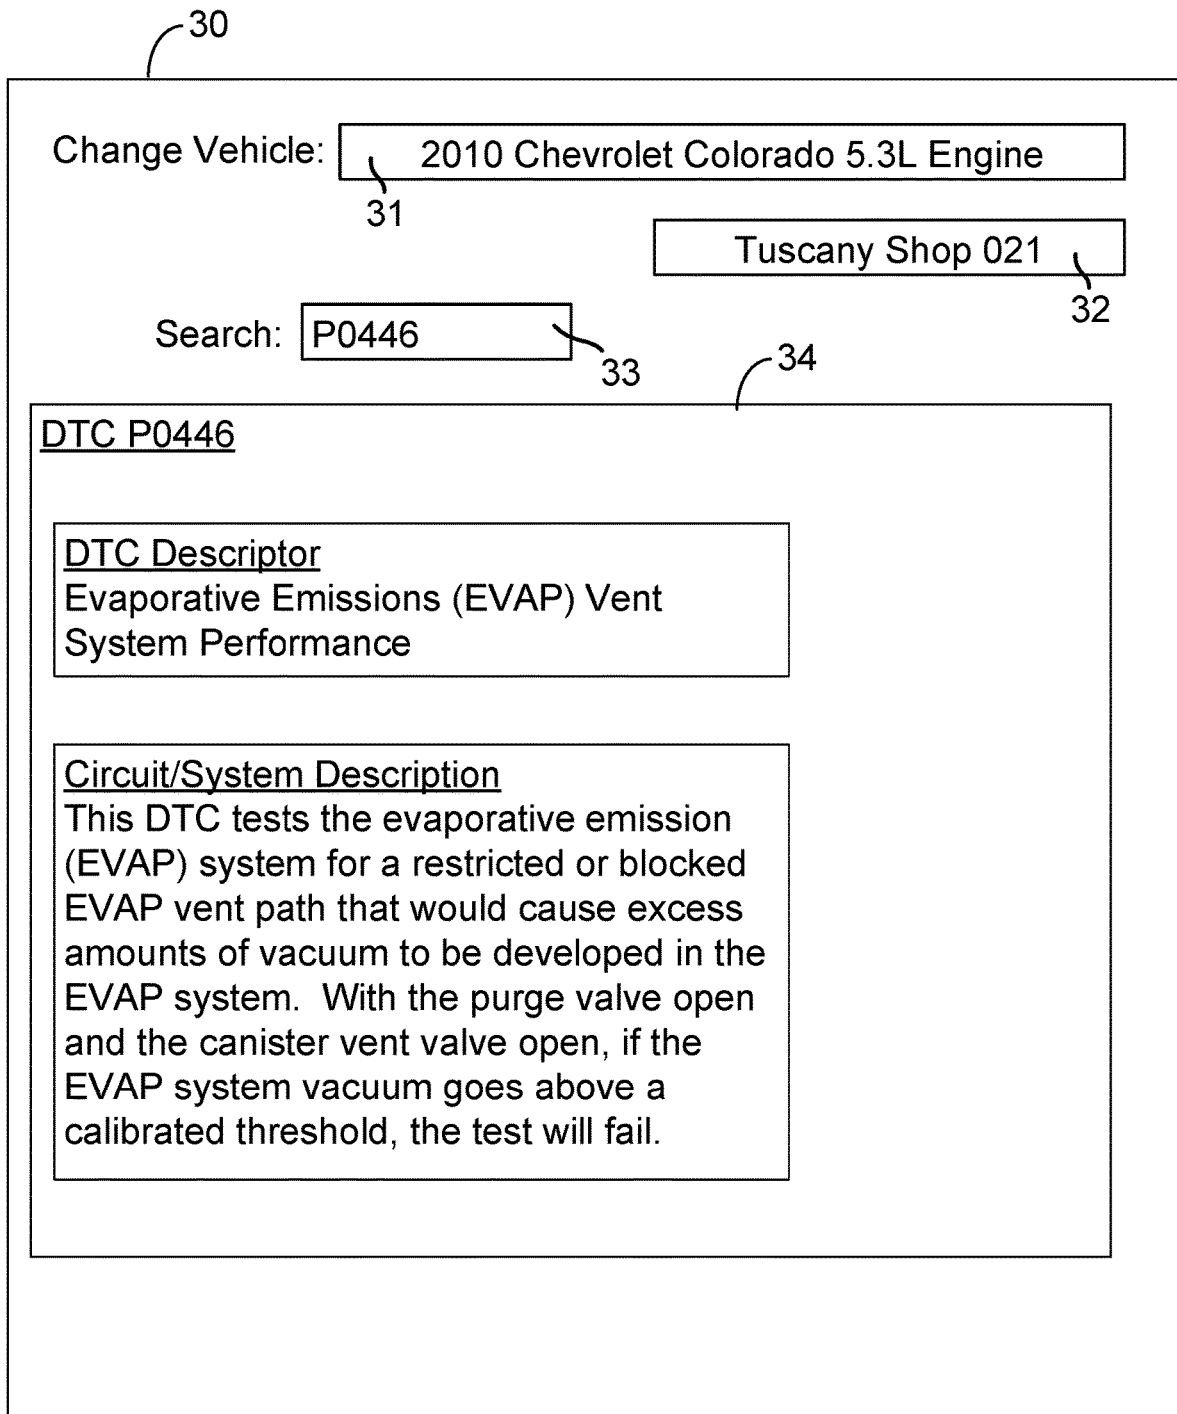 30
Change Vehicle: 2010 Chevrolet Colorado 5.3L Engine
31
Tuscany Shop 021
32
Search: P0446
33
34
DTC P0446
DTC Descriptor
Evaporative Emissions (EVAP) Vent
System Performance
Circuit/System Description
This DTC tests the evaporative emission
(EVAP) system for a restricted or blocked
EVAP vent path that would cause excess
amounts of vacuum to be developed in the
EVAP system.  With the purge valve open
and the canister vent valve open, if the
EVAP system vacuum goes above a
calibrated threshold, the test will fail.